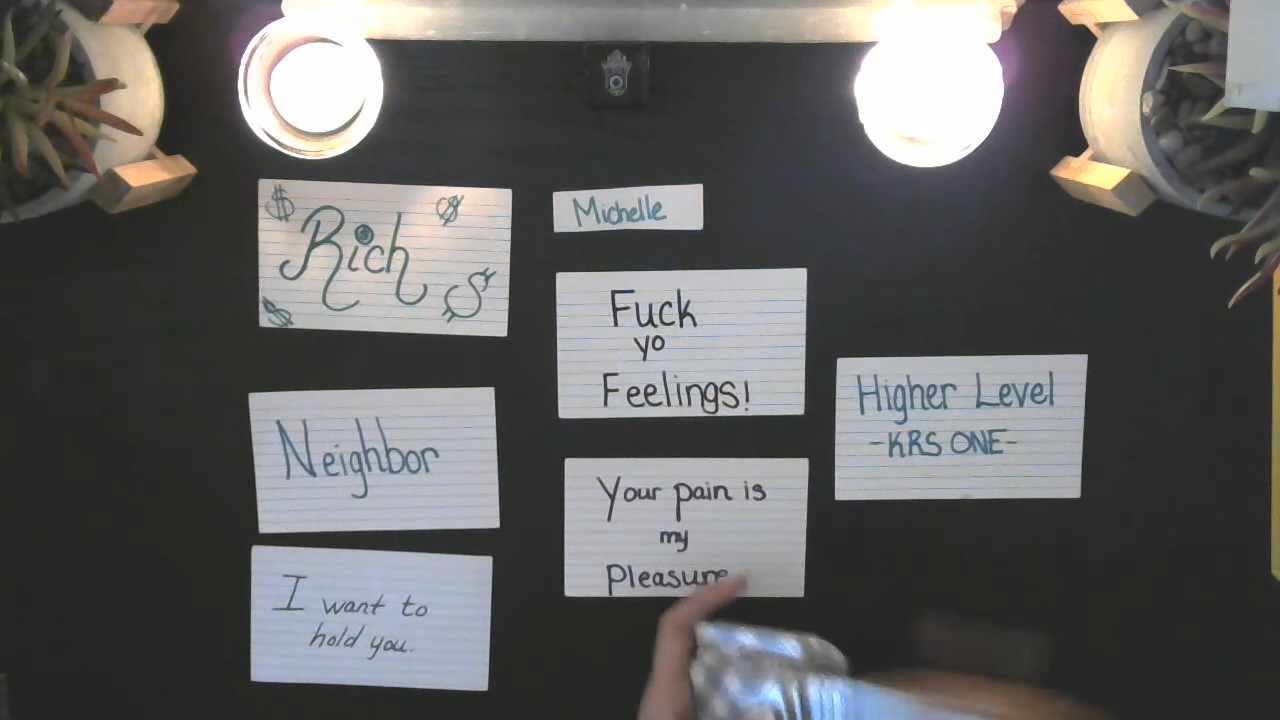 $ $
Rich
$ $
Michelle
Fuck
yo
Feelings!
Neighbor
Your pain is
my
Pleasure
Higher Level
-KRS ONE-
I want to
hold you.